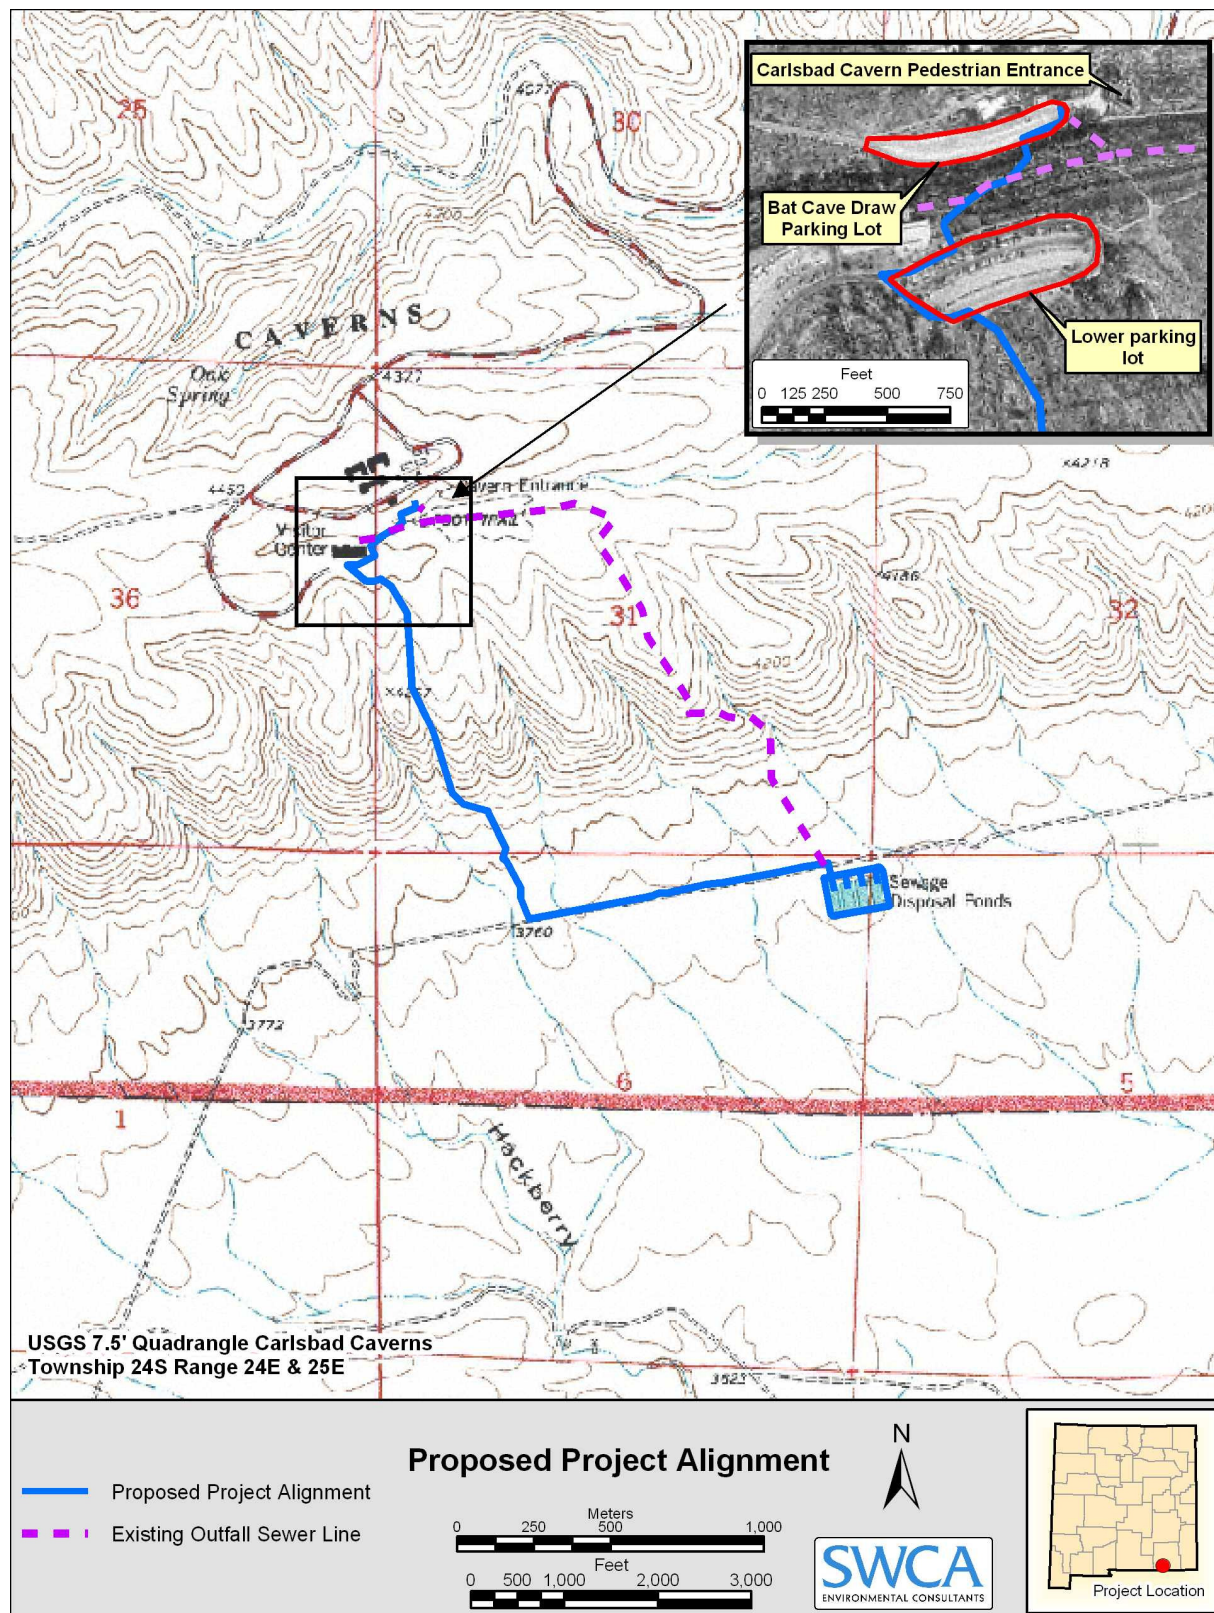 25
30
4377
4300
CAVERNS
Oak
Spring
4377
4450
Cavern Entrance
Visitor
Center
36
31
32
×4218
4200
4186
4200
×4257
3760
Sewage
Disposal Ponds
3772
6
5
1
Hackberry
3523
Carlsbad Cavern Pedestrian Entrance
Bat Cave Draw
Parking Lot
Lower parking
lot
Feet
0 125 250 500 750
USGS 7.5' Quadrangle Carlsbad Caverns
Township 24S Range 24E & 25E
Proposed Project Alignment
Proposed Project Alignment
Existing Outfall Sewer Line
Meters
0 250 500 1,000
Feet
0 500 1,000 2,000 3,000
N
SWCA
ENVIRONMENTAL CONSULTANTS
Project Location